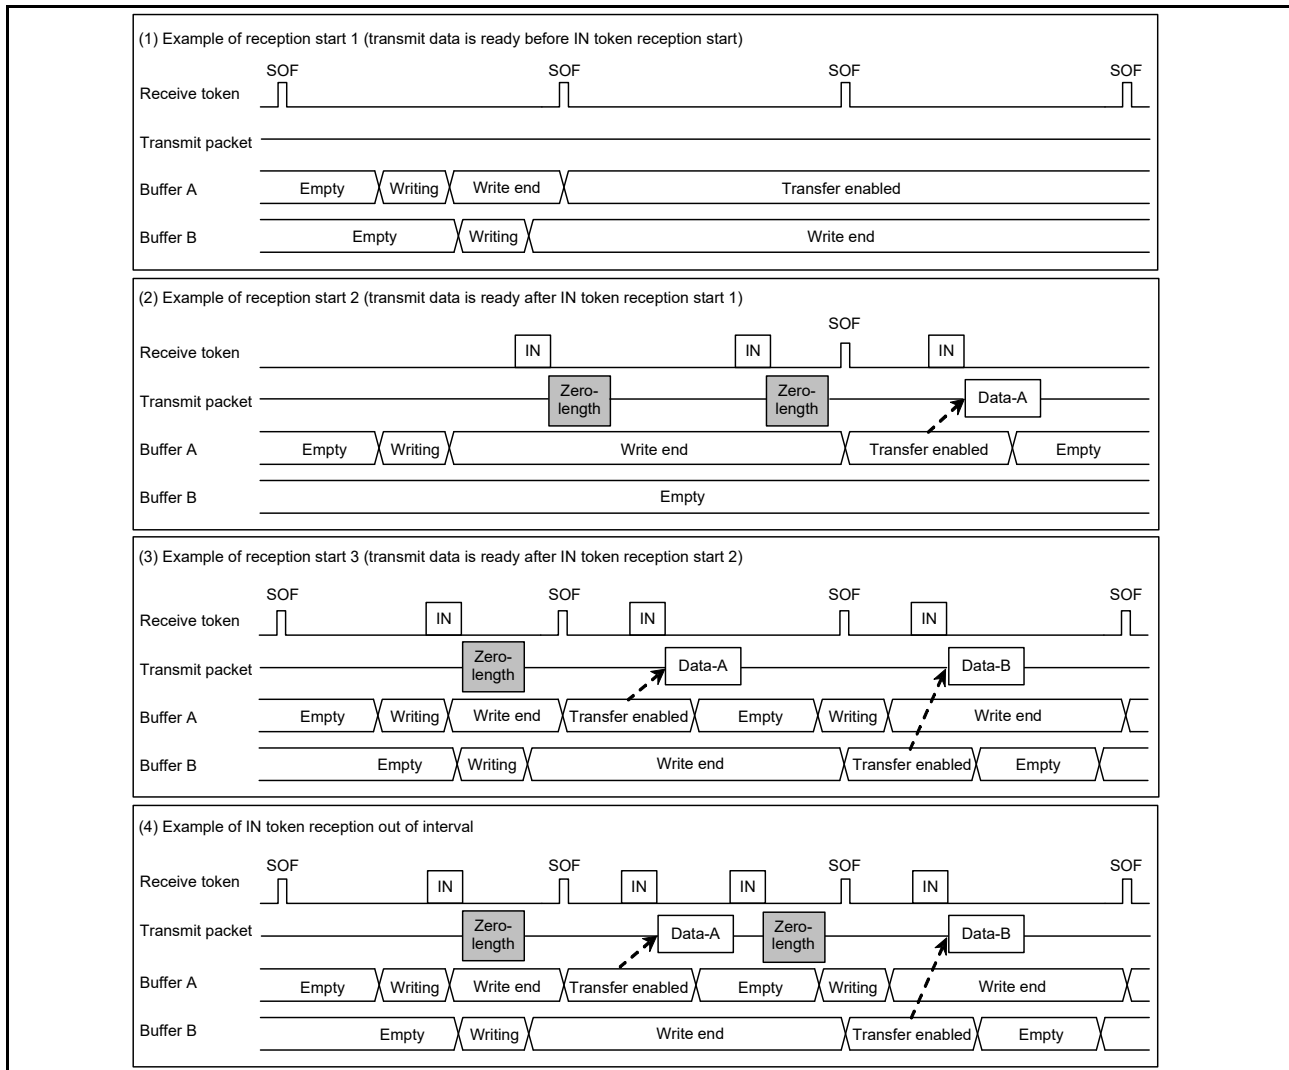 (1) Example of reception start 1 (transmit data is ready before IN token reception start)
SOF SOF SOF SOF
Receive token
Transmit packet
Buffer A Empty Writing Write end Transfer enabled
Buffer B Empty Writing Write end
(2) Example of reception start 2 (transmit data is ready after IN token reception start 1)
SOF
Receive token IN IN IN
Transmit packet Zero- Zero- Data-A
length length
Buffer A Empty Writing Write end Transfer enabled Empty
Buffer B Empty
(3) Example of reception start 3 (transmit data is ready after IN token reception start 2)
SOF SOF SOF SOF
Receive token IN IN IN
Transmit packet Zero- Data-A Data-B
length
Buffer A Empty Writing Write end Transfer enabled Empty Writing Write end
Buffer B Empty Writing Write end Transfer enabled Empty
(4) Example of IN token reception out of interval
SOF SOF SOF SOF
Receive token IN IN IN IN
Transmit packet Zero- Data-A Zero- Data-B
length length
Buffer A Empty Writing Write end Transfer enabled Empty Writing Write end
Buffer B Empty Writing Write end Transfer enabled Empty